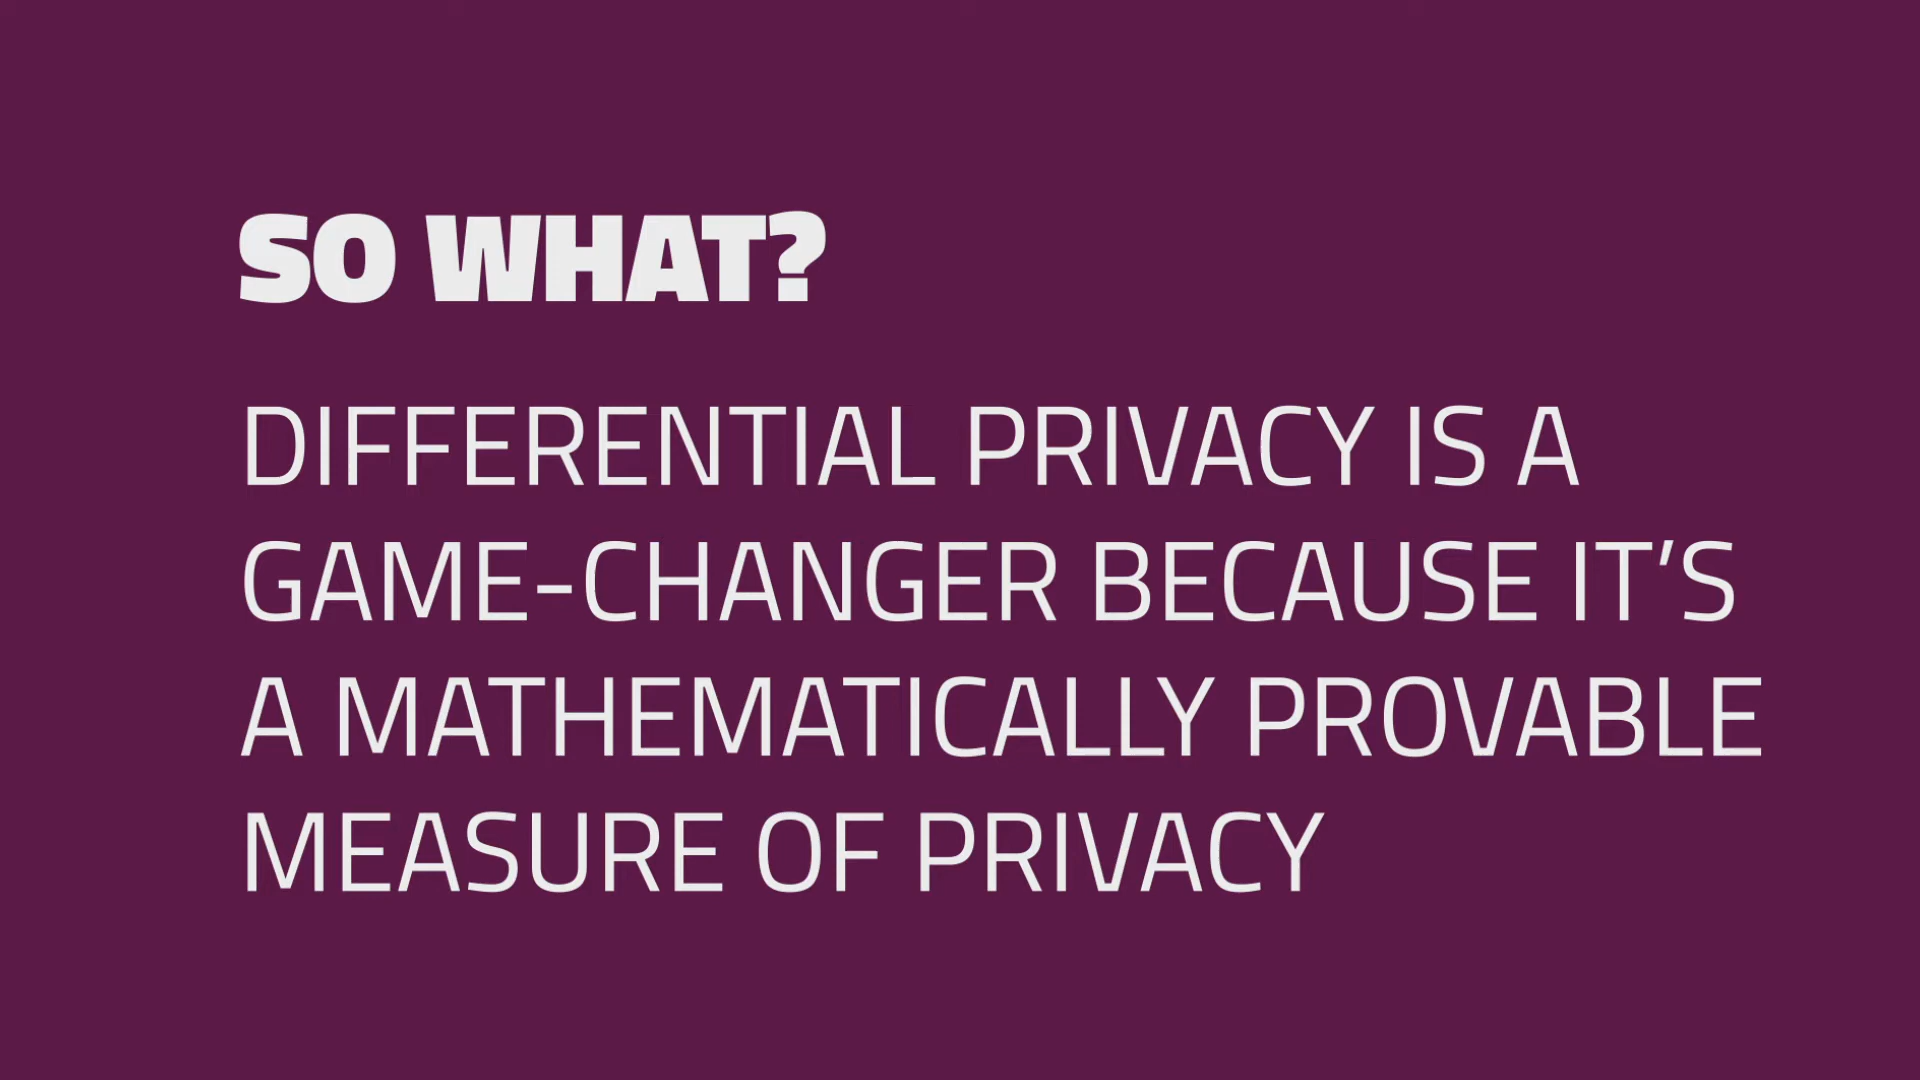 SO WHAT?
DIFFERENTIAL PRIVACY IS A
GAME-CHANGER BECAUSE IT’S
A MATHEMATICALLY PROVABLE
MEASURE OF PRIVACY